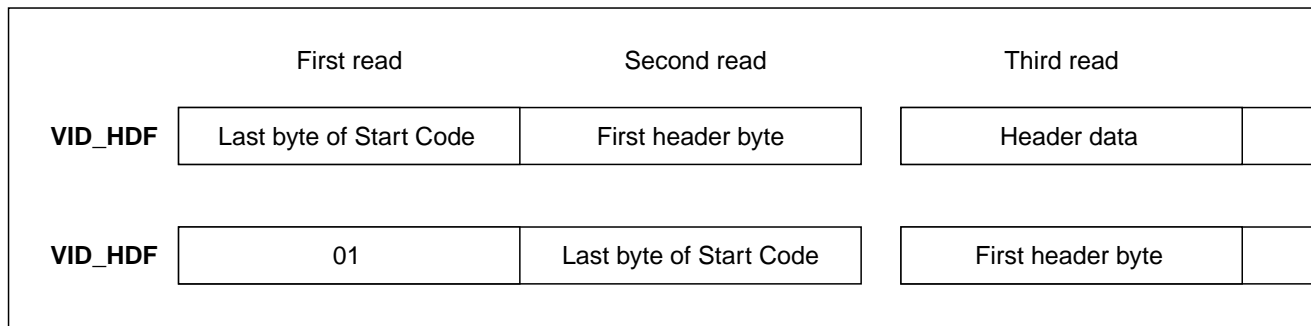 First read Second read Third read
VID_HDF Last byte of Start Code First header byte Header data
VID_HDF 01 Last byte of Start Code First header byte